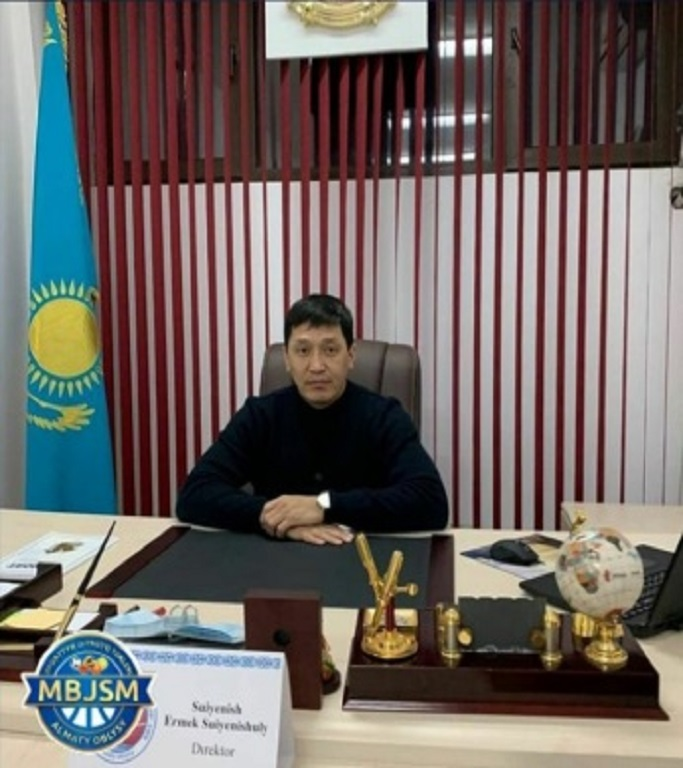 MBJSM
ALMATY OBLYSY
Suiyenish
Ermek Suiyenishuly
Direktor